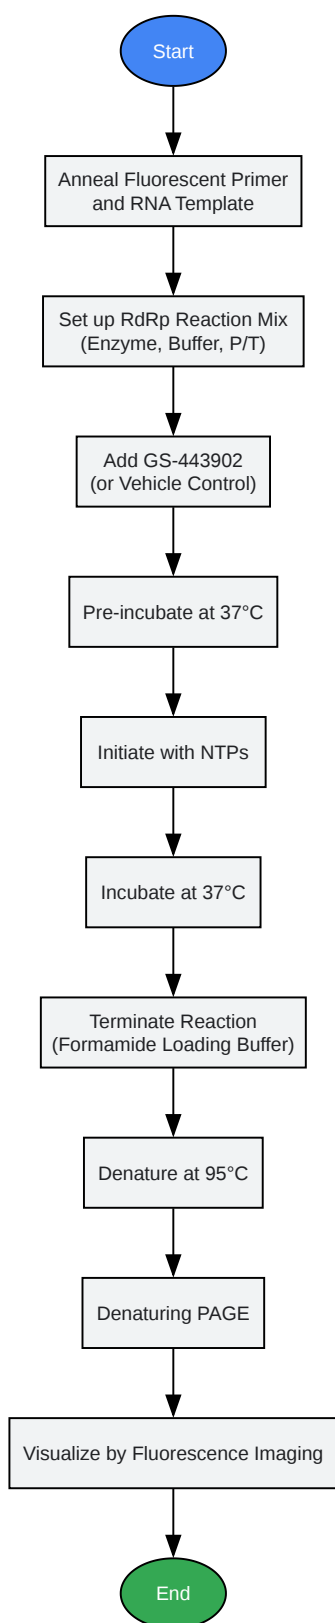 Start
Anneal Fluorescent Primer
and RNA Template
Set up RdRp Reaction Mix
(Enzyme, Buffer, P/T)
Add GS-443902
(or Vehicle Control)
Pre-incubate at 37°C
Initiate with NTPs
Incubate at 37°C
Terminate Reaction
(Formamide Loading Buffer)
Denature at 95°C
Denaturing PAGE
Visualize by Fluorescence Imaging
End